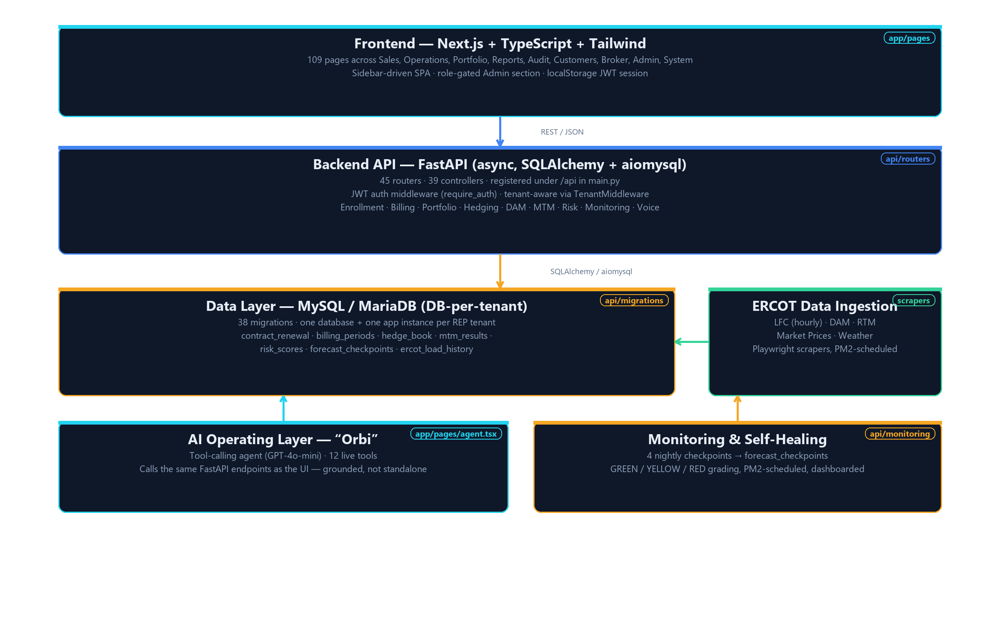 Frontend — Next.js + TypeScript + Tailwind
app/pages
109 pages across Sales, Operations, Portfolio, Reports, Audit, Customers, Broker, Admin, System
Sidebar-driven SPA · role-gated Admin section · localStorage JWT session
REST / JSON
Backend API — FastAPI (async, SQLAlchemy + aiomysql)
api/routers
45 routers · 39 controllers · registered under /api in main.py
JWT auth middleware (require_auth) · tenant-aware via TenantMiddleware
Enrollment · Billing · Portfolio · Hedging · DAM · MTM · Risk · Monitoring · Voice
SQLAlchemy / aiomysql
Data Layer — MySQL / MariaDB (DB-per-tenant)
api/migrations
38 migrations · one database + one app instance per REP tenant
contract_renewal · billing_periods · hedge_book · mtm_results ·
risk_scores · forecast_checkpoints · ercot_load_history
ERCOT Data Ingestion
scrapers
LFC (hourly) · DAM · RTM
Market Prices · Weather
Playwright scrapers, PM2-scheduled
AI Operating Layer — “Orbi”
app/pages/agent.tsx
Tool-calling agent (GPT-4o-mini) · 12 live tools
Calls the same FastAPI endpoints as the UI — grounded, not standalone
Monitoring & Self-Healing
api/monitoring
4 nightly checkpoints → forecast_checkpoints
GREEN / YELLOW / RED grading, PM2-scheduled, dashboarded